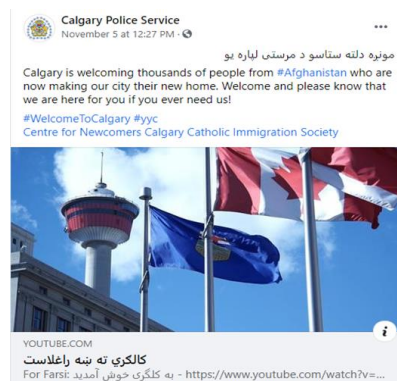 Calgary Police Service
November 5 at 12:27 PM ·
مونږه دلته ستاسو د مرستې لپاره یو
Calgary is welcoming thousands of people from #Afghanistan who are
now making our city their new home. Welcome and please know that
we are here for you if you ever need us!
#WelcomeToCalgary #yyc
Centre for Newcomers Calgary Catholic Immigration Society
YOUTUBE.COM
کالګري ته ښه راغلاست
For Farsi: به کلگری خوش آمدید - https://www.youtube.com/watch?v=...